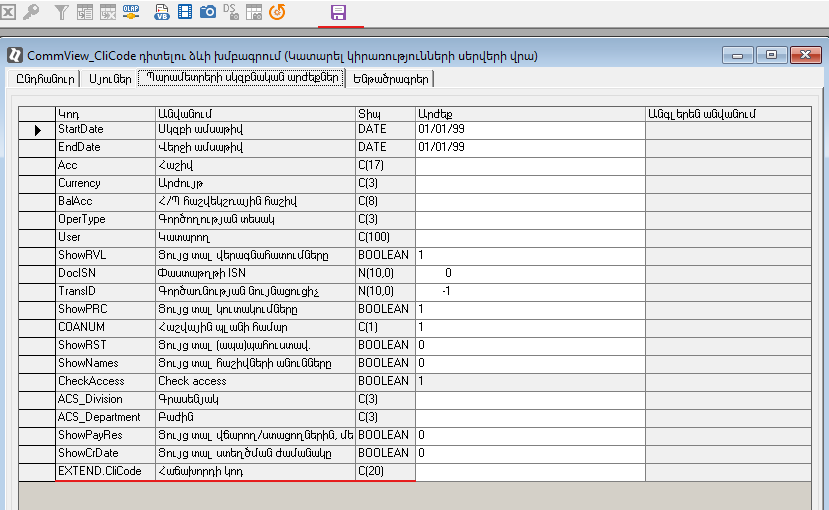 OLAP
VB
DS
CommView_CliCode դիտելու ձևի խմբագրում (Կատարել կիրառությունների սերվերի վրա)
Ընդհանուր Սյուներ Պարամետրերի սկզբնական արժեքներ Ենթածրագրեր
Կոդ Անվանում Տիպ Արժեք Անգլերեն անվանում
StartDate Սկզբի ամսաթիվ DATE 01/01/99
EndDate Վերջի ամսաթիվ DATE 01/01/99
Acc Հաշիվ C(17)
Currency Արժույթ C(3)
BalAcc Հ/Պ հաշվեկշռային հաշիվ C(8)
OperType Գործողության տեսակ C(3)
User Կատարող C(100)
ShowRVL Ցույց տալ վերագնահատումները BOOLEAN 1
DocISN Փաստաթղթի ISN N(10,0) 0
TransID Գործառնության նույնացուցիչ N(10,0) -1
ShowPRC Ցույց տալ կուտակումները BOOLEAN 1
COANUM Հաշվային պլանի համար C(1) 1
ShowRST Ցույց տալ (ապա)պահուստավ. BOOLEAN 0
ShowNames Ցույց տալ հաշիվների անունները BOOLEAN 0
CheckAccess Check access BOOLEAN 1
ACS_Division Գրասենյակ C(3)
ACS_Department Բաժին C(3)
ShowPayRes Ցույց տալ վճարող/ստացողներին, մե BOOLEAN 0
ShowCrDate Ցույց տալ ստեղծման ժամանակը BOOLEAN 0
EXTEND.CliCode Հաճախորդի կոդ C(20)